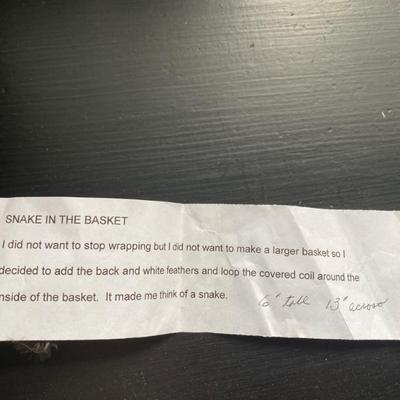 SNAKE IN THE BASKET
I did not want to stop wrapping but I did not want to make a larger basket so I
decided to add the back and white feathers and loop the covered coil around the
nside of the basket. It made me think of a snake. 6" tall 13" across